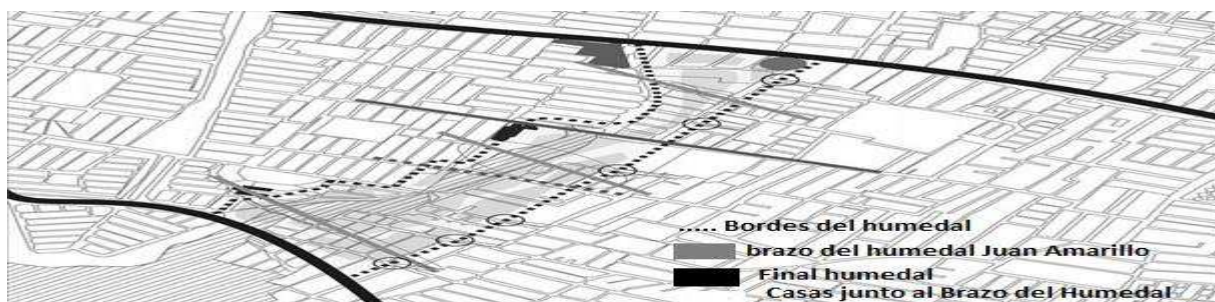 ..... Bordes del humedal
brazo del humedal Juan Amarillo
Final humedal
Casas junto al Brazo del Humedal